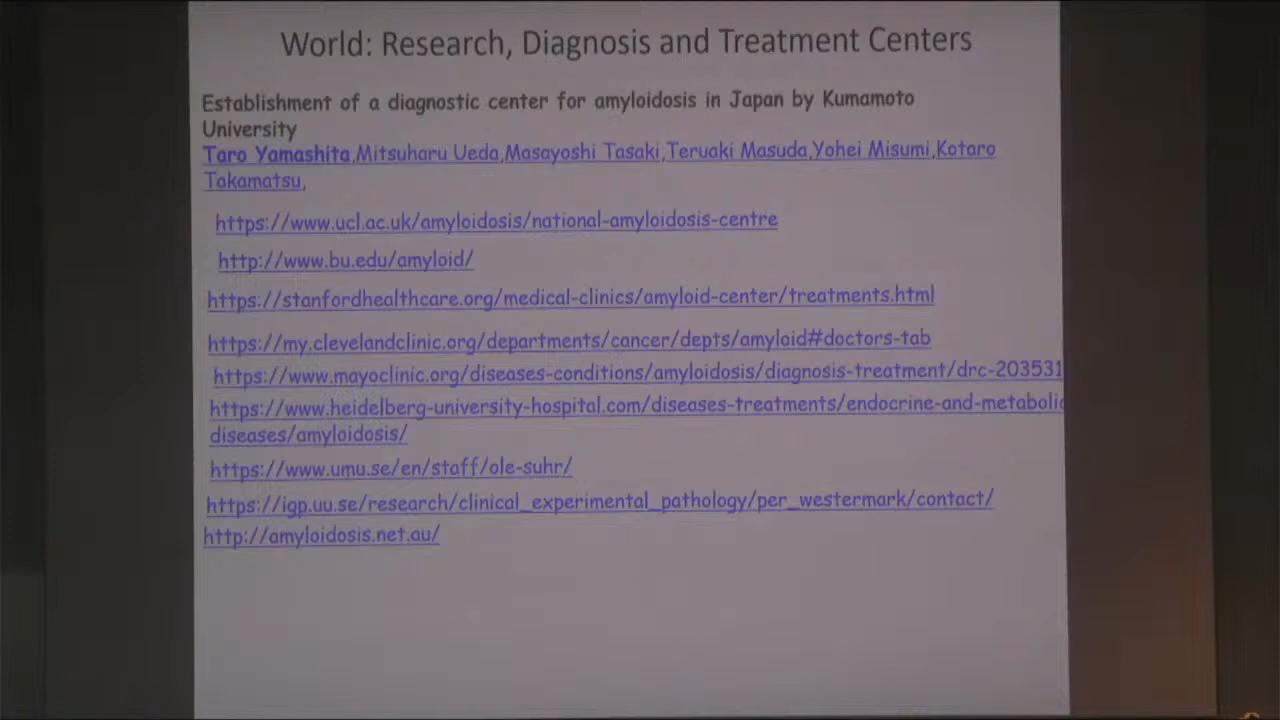 World: Research, Diagnosis and Treatment Centers
Establishment of a diagnostic center for amyloidosis in Japan by Kumamoto
University
Taro Yamashita,Mitsuharu Ueda,Masayoshi Tasaki,Teruaki Masuda,Yohei Misumi,Kotaro
Takamatsu,
https://www.ucl.ac.uk/amyloidosis/national-amyloidosis-centre
http://www.bu.edu/amyloid/
https://stanfordhealthcare.org/medical-clinics/amyloid-center/treatments.html
https://my.clevelandclinic.org/departments/cancer/depts/amyloid#doctors-tab
https://www.mayoclinic.org/diseases-conditions/amyloidosis/diagnosis-treatment/drc-203531
https://www.heidelberg-university-hospital.com/diseases-treatments/endocrine-and-metabolic
diseases/amyloidosis/
https://www.umu.se/en/staff/ole-suhr/
https://igp.uu.se/research/clinical_experimental_pathology/per_westermark/contact/
http://amyloidosis.net.au/